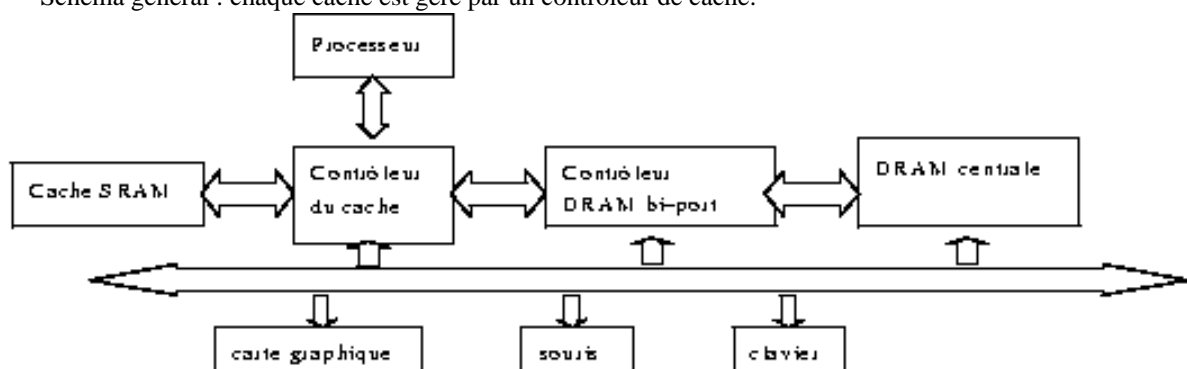 Schéma général : chaque cache est géré par un contrôleur de cache.
Processeur
Cache SRAM
Contrôleur
du cache
Contrôleur
DRAM bi-port
DRAM centrale
carte graphique
souris
clavier